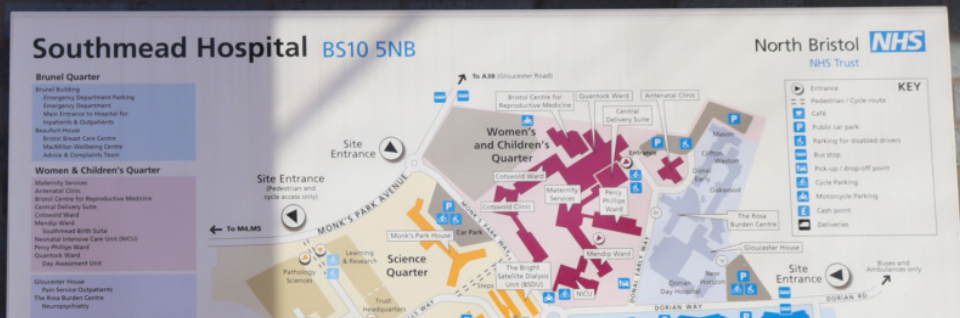 Southmead Hospital BS10 5NB
North Bristol NHS
NHS Trust
Brunel Quarter
Brunel Building
Emergency Department Parking
Emergency Department
Main Entrance to Hospital for
Inpatients & Outpatients
Beaufort House
Bristol Breast Care Centre
MacMillan Wellbeing Centre
Advice & Complaints Team
Women & Children's Quarter
Maternity Services
Antenatal Clinic
Bristol Centre for Reproductive Medicine
Central Delivery Suite
Cotswold Ward
Mendip Ward
Southmead Birth Suite
Neonatal Intensive Care Unit (NICU)
Percy Phillips Ward
Quantock Ward
Day Assessment Unit
Gloucester House
Pain Service Outpatients
The Rosa Burden Centre
Neuropsychiatry
To A38 (Gloucester Road)
Site
Entrance
Site Entrance
(Pedestrian and
cycle access only)
To M4,M5
MONK'S PARK AVENUE
Bristol Centre for
Reproductive Medicine
Quantock Ward
Antenatal Clinic
Central
Delivery Suite
Women's
and Children's
Quarter
Entrance
P
Cotswold Ward
Cotswold Clinic
Maternity
Services
Percy
Phillips
Ward
Mendip Ward
NICU
MONK'S PARK WAY
P
Car Park
Monk's Park House
Science
Quarter
Learning
& Research
Pathology
Sciences
Trust
Headquarters
Steps
The Bright
Satellite Dialysis
Unit (BSDU)
DONAL EARLY WAY
DORIAN WAY
P
Mason
Clifton
Weston
Donal
Early
Oakwood
The Rosa
Burden Centre
Gloucester House
New
Horizon
Dorian
Day Hospital
P
Site
Entrance
DORIAN RD.
Buses and
Ambulances only
KEY
Entrance
Pedestrian / Cycle route
Café
P Public car park
Parking for disabled drivers
Bus stop
Pick-up / drop-off point
Cycle Parking
Motorcycle Parking
£ Cash point
Deliveries